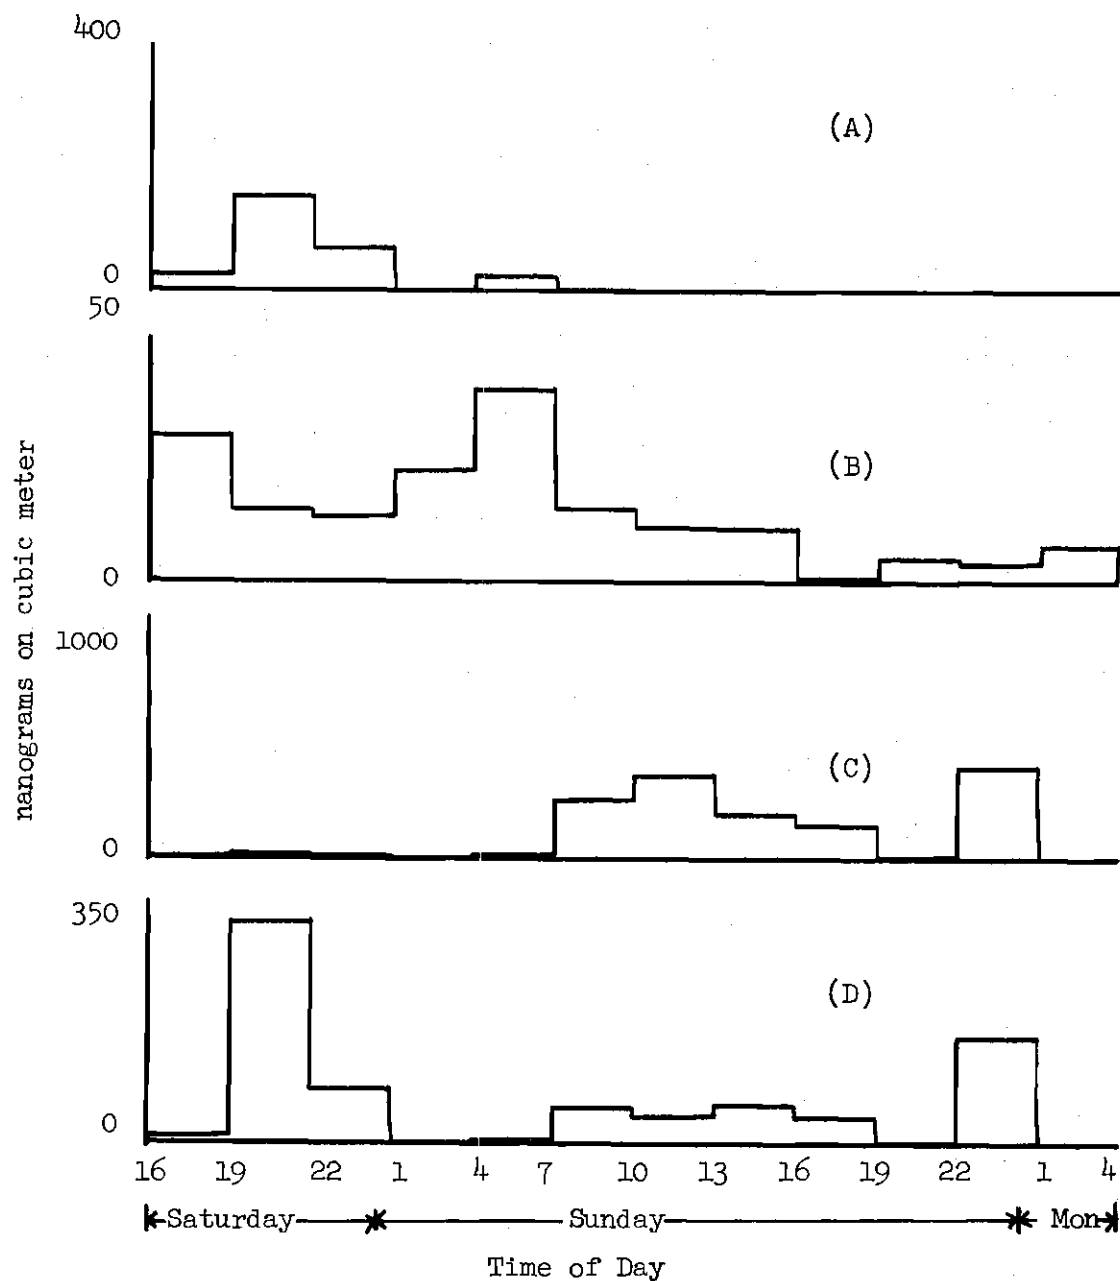 400
(A)
0
50
(B)
0
nanograms on cubic meter
1000
(C)
0
350
(D)
0
16 19 22 1 4 7 10 13 16 19 22 1 4
Saturday Sunday Mon
Time of Day